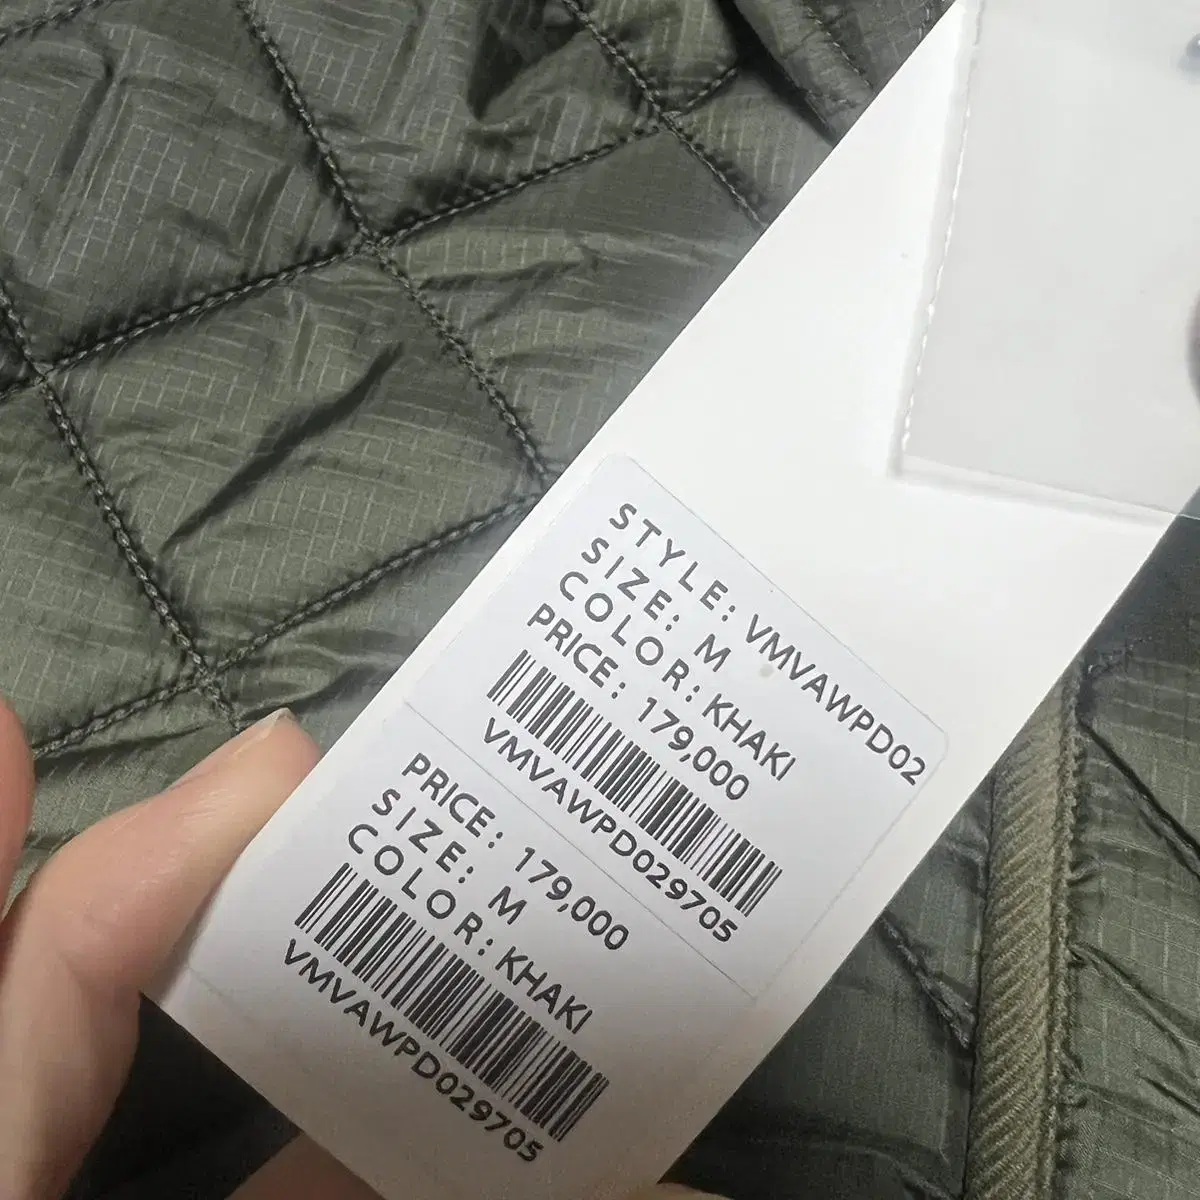 STYLE: VMVAWPD02
SIZE: M
COLOR: KHAKI
PRICE: 179,000
VMVAWPD029705
PRICE: 179,000
SIZE: M
COLOR: KHAKI
VMVAWPD029705